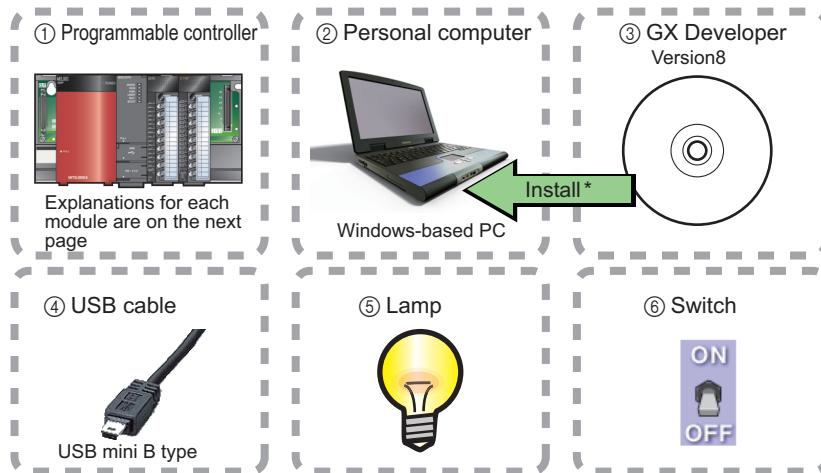 ① Programmable controller
MITSUBISHI
Explanations for each
module are on the next
page
② Personal computer
Windows-based PC
Install*
③ GX Developer
Version8
④ USB cable
USB mini B type
⑤ Lamp
⑥ Switch
ON
OFF